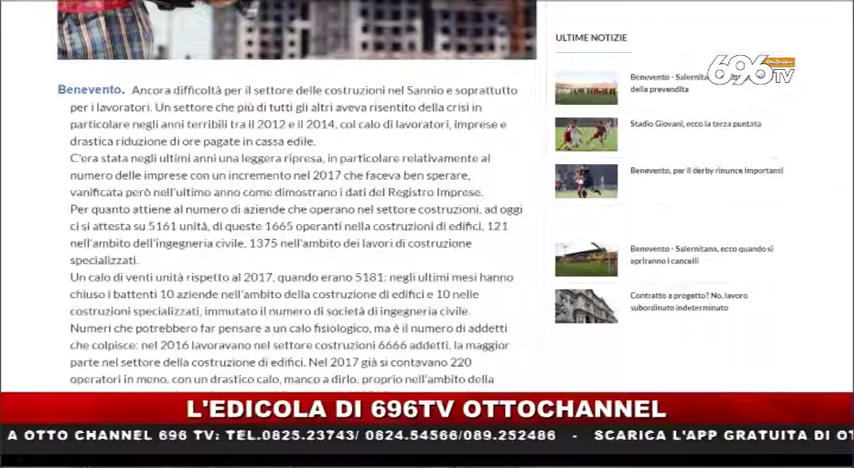 Benevento. Ancora difficoltà per il settore delle costruzioni nel Sannio e soprattutto
per i lavoratori. Un settore che più di tutti gli altri aveva risentito della crisi in
particolare negli anni terribili tra il 2012 e il 2014, col calo di lavoratori, imprese e
drastica riduzione di ore pagate in cassa edile.
C'era stata negli ultimi anni una leggera ripresa, in particolare relativamente al
numero delle imprese con un incremento nel 2017 che faceva ben sperare,
vanificata però nell'ultimo anno come dimostrano i dati del Registro Imprese.
Per quanto attiene al numero di aziende che operano nel settore costruzioni, ad oggi
ci si attesta su 5161 unità, di queste 1665 operanti nella costruzioni di edifici, 121
nell'ambito dell'ingegneria civile, 1375 nell'ambito dei lavori di costruzione
specializzati.
Un calo di venti unità rispetto al 2017, quando erano 5181: negli ultimi mesi hanno
chiuso i battenti 10 aziende nell'ambito della costruzione di edifici e 10 nelle
costruzioni specializzati, immutato il numero di società di ingegneria civile.
Numeri che potrebbero far pensare a un calo fisiologico, ma è il numero di addetti
che colpisce: nel 2016 lavoravano nel settore costruzioni 6666 addetti, la maggior
parte nel settore della costruzione di edifici. Nel 2017 già si contavano 220
operatori in meno, con un drastico calo, manco a dirlo, proprio nell'ambito della
ULTIME NOTIZIE
696 TV
Benevento - Salernit
della prevendita
Stadio Giovani, ecco la terza puntata
Benevento, per il derby rinunce importanti
Benevento - Salernitana, ecco quando si
apriranno i cancelli
Contratto a progetto? No, lavoro
subordinato indeterminato
L'EDICOLA DI 696TV OTTOCHANNEL
A OTTO CHANNEL 696 TV: TEL.0825.23743/ 0824.54566/089.252486 - SCARICA L'APP GRATUITA DI OT